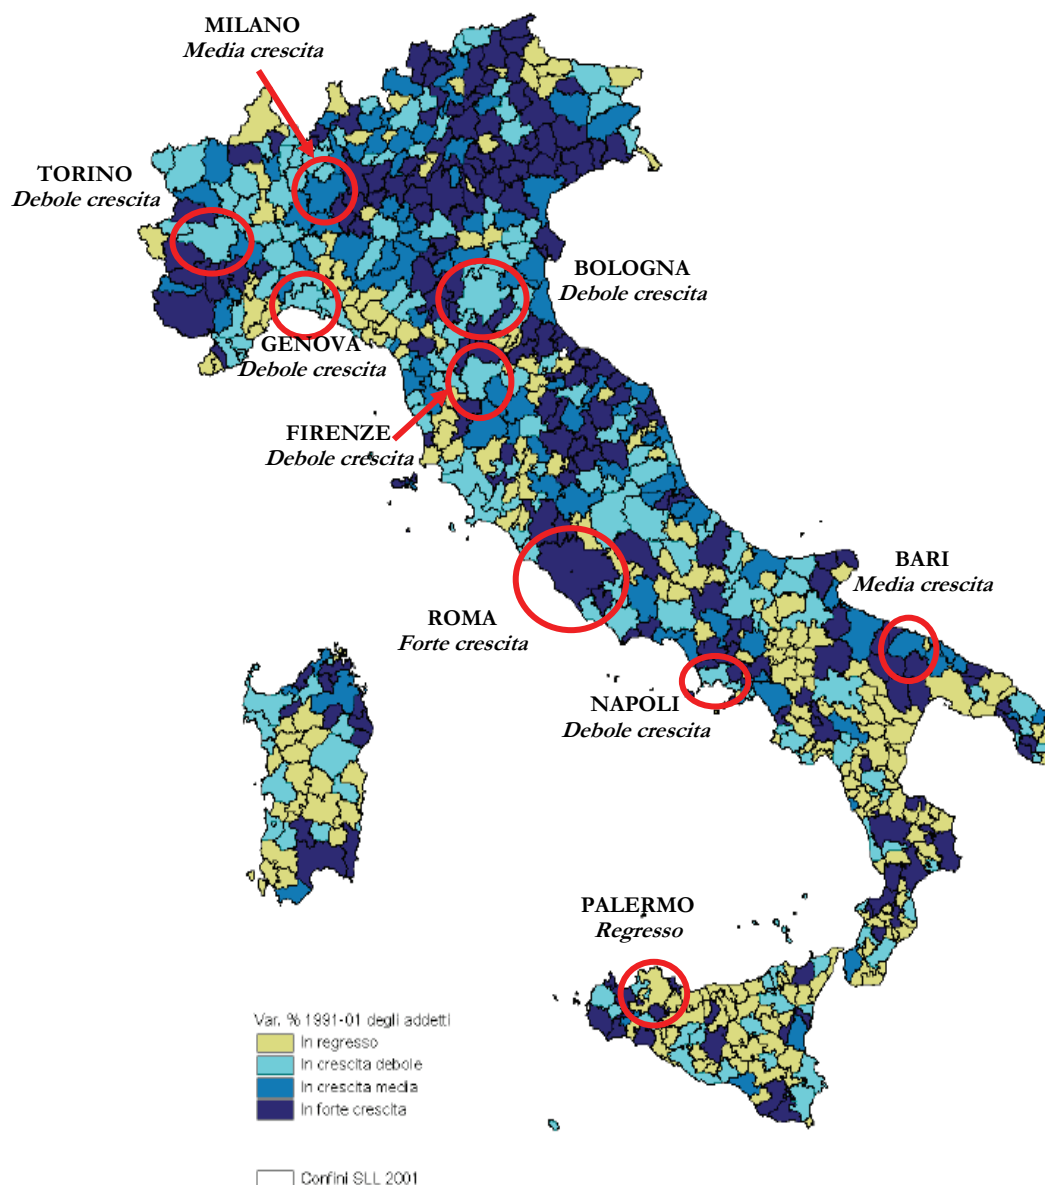 MILANO
Media crescita
TORINO
Debole crescita
BOLOGNA
Debole crescita
GENOVA
Debole crescita
FIRENZE
Debole crescita
BARI
Media crescita
ROMA
Forte crescita
NAPOLI
Debole crescita
PALERMO
Regresso
Var. % 1991-01 degli addetti
In regresso
In crescita debole
In crescita media
In forte crescita
Confini SLL 2001